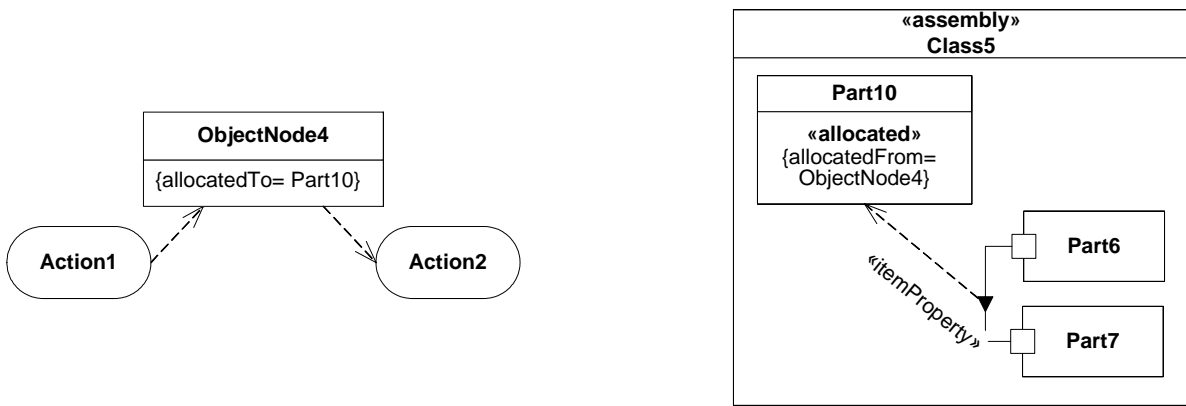 ObjectNode4
{allocatedTo= Part10}
Action1
Action2
«assembly»
Class5
Part10
«allocated»
{allocatedFrom=
ObjectNode4}
Part6
«itemProperty»
Part7